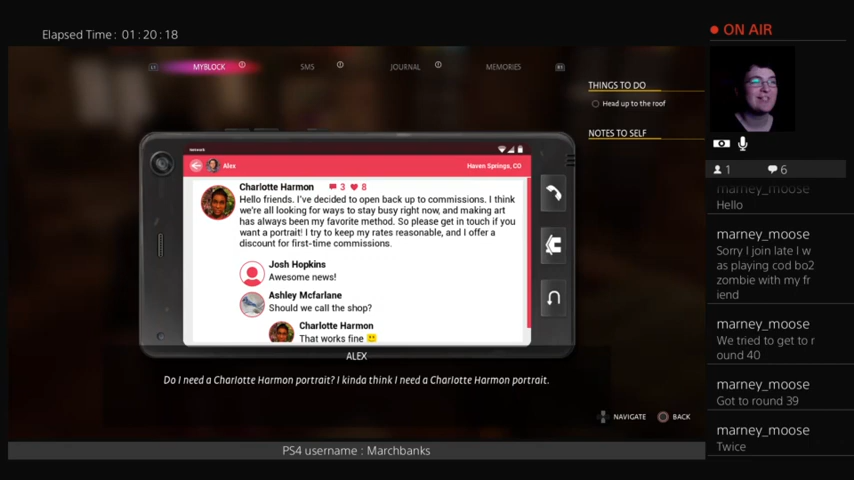 Elapsed Time : 01:20:18
ON AIR
MYBLOCK
SMS
JOURNAL
MEMORIES
THINGS TO DO
Head up to the roof
NOTES TO SELF
Alex
Haven Springs, CO
Charlotte Harmon 3 8
Hello friends. I've decided to open back up to commissions. I think
we're all looking for ways to stay busy right now, and making art
has always been my favorite method. So please get in touch if you
want a portrait! I try to keep my rates reasonable, and I offer a
discount for first-time commissions.
Josh Hopkins
Awesome news!
Ashley Mcfarlane
Should we call the shop?
Charlotte Harmon
That works fine 🙂
ALEX
Do I need a Charlotte Harmon portrait? I kinda think I need a Charlotte Harmon portrait.
NAVIGATE
BACK
PS4 username : Marchbanks
1
6
marney_moose
Hello
marney_moose
Sorry I join late I w
as playing cod bo2
zombie with my fr
iend
marney_moose
We tried to get to r
ound 40
marney_moose
Got to round 39
marney_moose
Twice